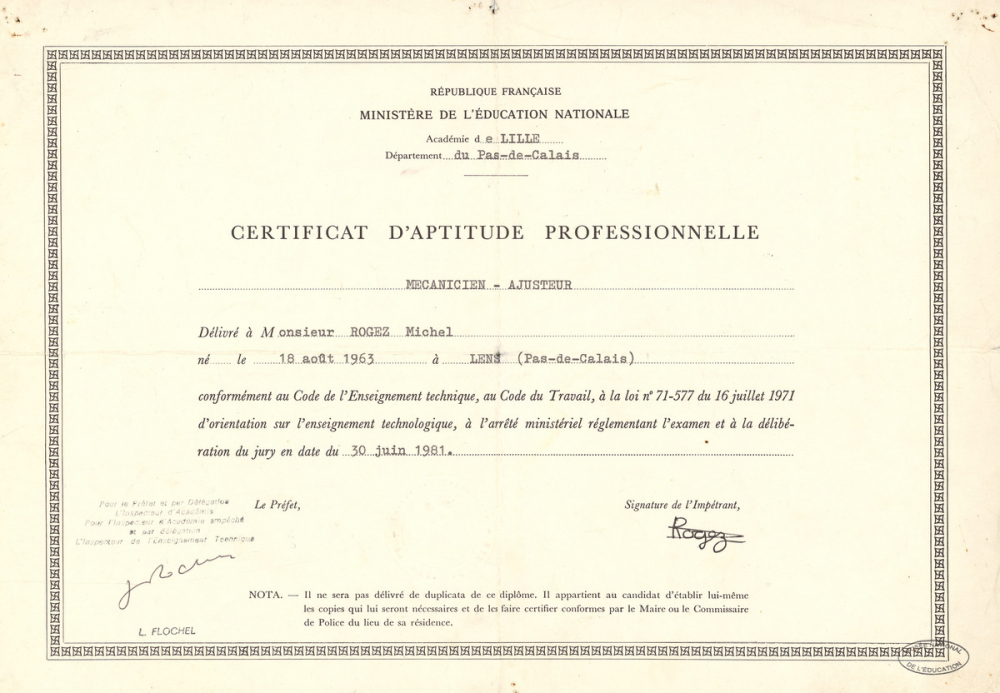 RÉPUBLIQUE FRANÇAISE
MINISTÈRE DE L'ÉDUCATION NATIONALE
Académie d e LILLE
Département du Pas-de-Calais
CERTIFICAT D'APTITUDE PROFESSIONNELLE
MECANICIEN - AJUSTEUR
Délivré à M onsieur ROGEZ Michel
né le 18 août 1963 à LENS (Pas-de-Calais)
conformément au Code de l'Enseignement technique, au Code du Travail, à la loi n° 71-577 du 16 juillet 1971
d'orientation sur l'enseignement technologique, à l'arrêté ministériel réglementant l'examen et à la délibé-
ration du jury en date du 30 juin 1981.
Pour le Préfet et par Délégation
L'Inspecteur d'Académie
Pour l'Inspecteur d'Académie empêché
et par délégation
L'Inspecteur de l'Enseignement Technique
Le Préfet,
L. FLOCHEL
Signature de l'Impétrant,
Rogez
NOTA. — Il ne sera pas délivré de duplicata de ce diplôme. Il appartient au candidat d'établir lui-même
les copies qui lui seront nécessaires et de les faire certifier conformes par le Maire ou le Commissaire
de Police du lieu de sa résidence.
DE L'ÉDUCATION